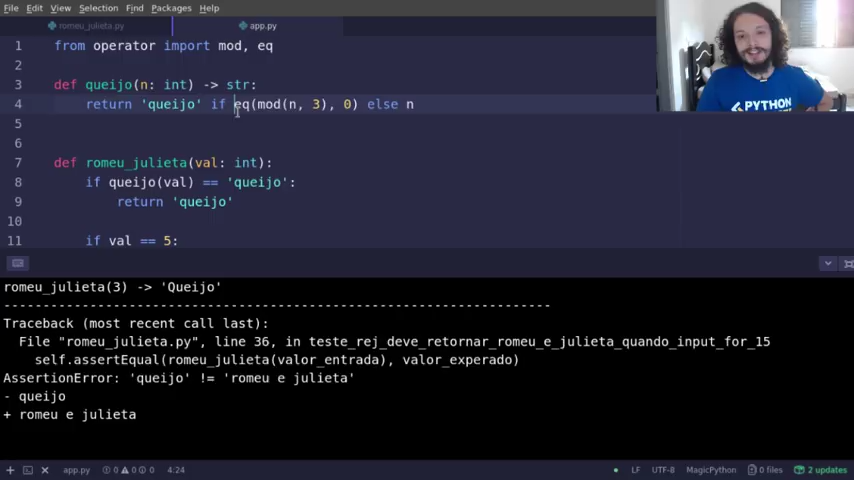 File Edit View Selection Find Packages Help
romeu_julieta.py app.py
1 from operator import mod, eq
2
3 def queijo(n: int) -> str:
4 return 'queijo' if eq(mod(n, 3), 0) else n
5
6
7 def romeu_julieta(val: int):
8 if queijo(val) == 'queijo':
9 return 'queijo'
10
11 if val == 5:
PYTHON
romeu_julieta(3) -> 'Queijo'
----------------------------------------------------------------------
Traceback (most recent call last):
File "romeu_julieta.py", line 36, in teste_rej_deve_retornar_romeu_e_julieta_quando_input_for_15
self.assertEqual(romeu_julieta(valor_entrada), valor_experado)
AssertionError: 'queijo' != 'romeu e julieta'
- queijo
+ romeu e julieta
app.py 0 0 0 4:24 LF UTF-8 MagicPython 0 files 2 updates